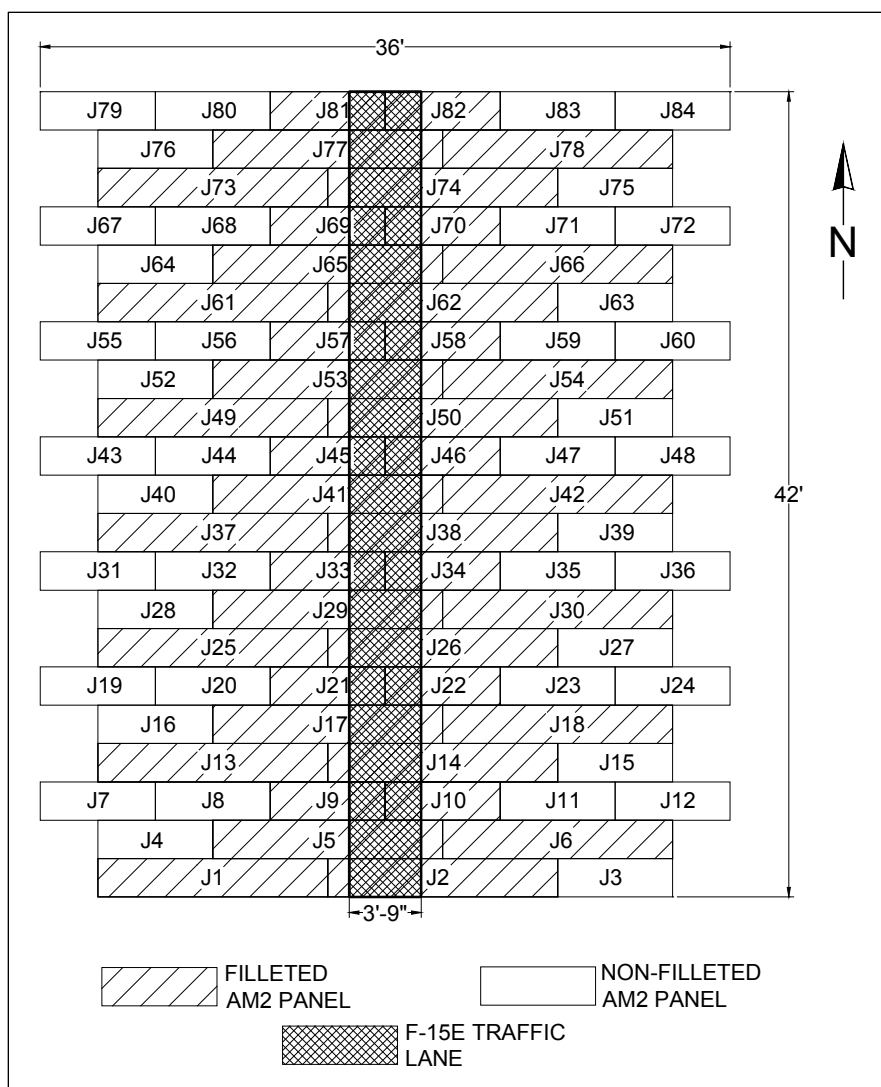 36'
J79 J80 J81 J82 J83 J84
J76 J77 J78
J73 J74 J75
J67 J68 J69 J70 J71 J72
J64 J65 J66
J61 J62 J63
J55 J56 J57 J58 J59 J60
J52 J53 J54
J49 J50 J51
J43 J44 J45 J46 J47 J48
J40 J41 J42
J37 J38 J39
J31 J32 J33 J34 J35 J36
J28 J29 J30
J25 J26 J27
J19 J20 J21 J22 J23 J24
J16 J17 J18
J13 J14 J15
J7 J8 J9 J10 J11 J12
J4 J5 J6
J1 J2 J3
N
42'
3'-9"
FILLETED
AM2 PANEL
NON-FILLETED
AM2 PANEL
F-15E TRAFFIC
LANE